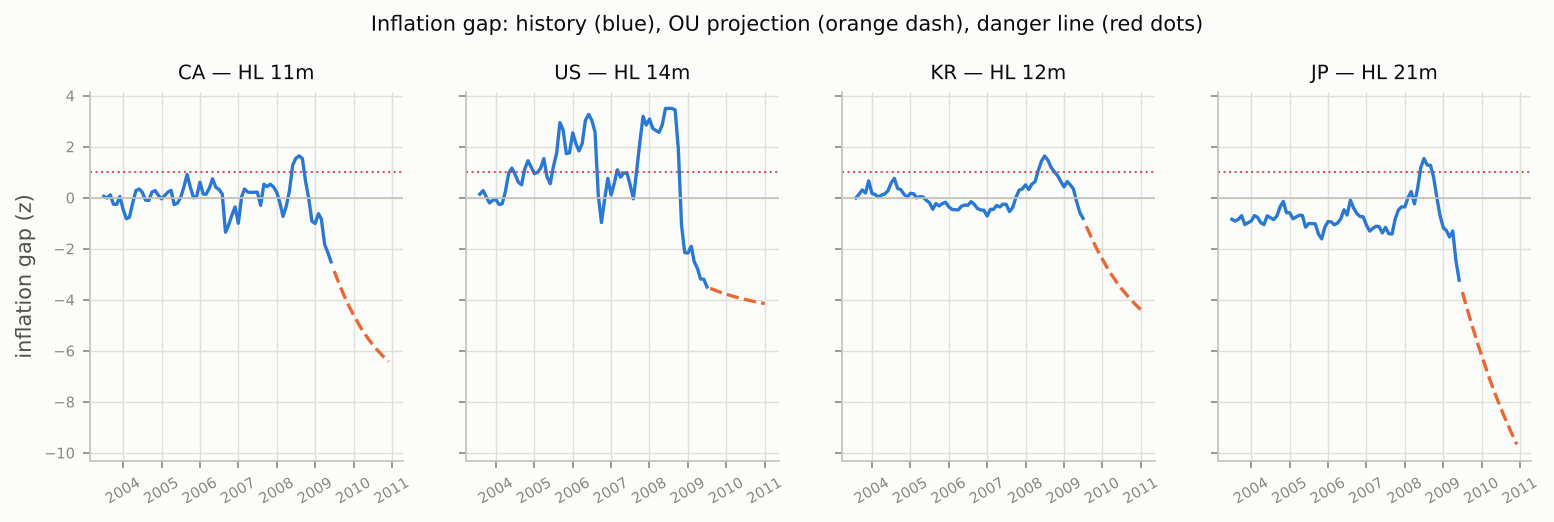 Inflation gap: history (blue), OU projection (orange dash), danger line (red dots)
CA — HL 11m
US — HL 14m
KR — HL 12m
JP — HL 21m
inflation gap (z)
4
2
0
−2
−4
−6
−8
−10
2004 2005 2006 2007 2008 2009 2010 2011
2004 2005 2006 2007 2008 2009 2010 2011
2004 2005 2006 2007 2008 2009 2010 2011
2004 2005 2006 2007 2008 2009 2010 2011